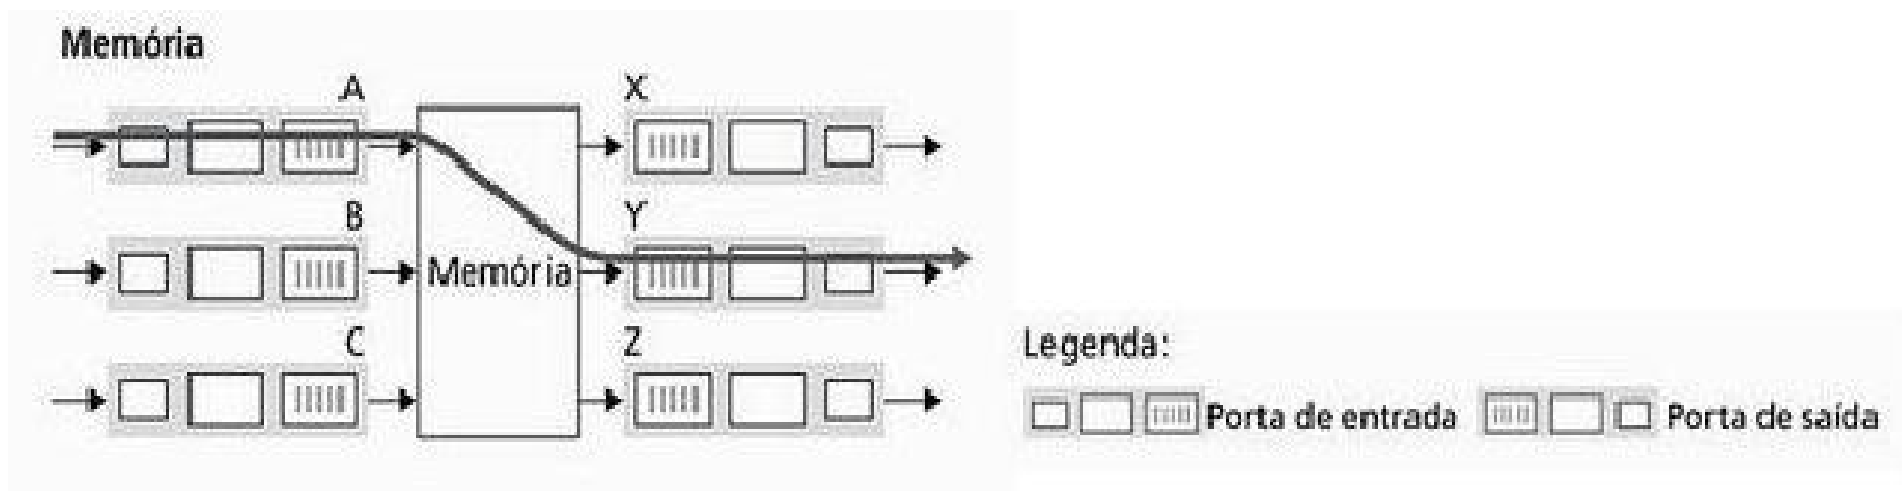 Memória
A
X
B
Y
Memória
C
Z
Legenda:
Porta de entrada
Porta de saída